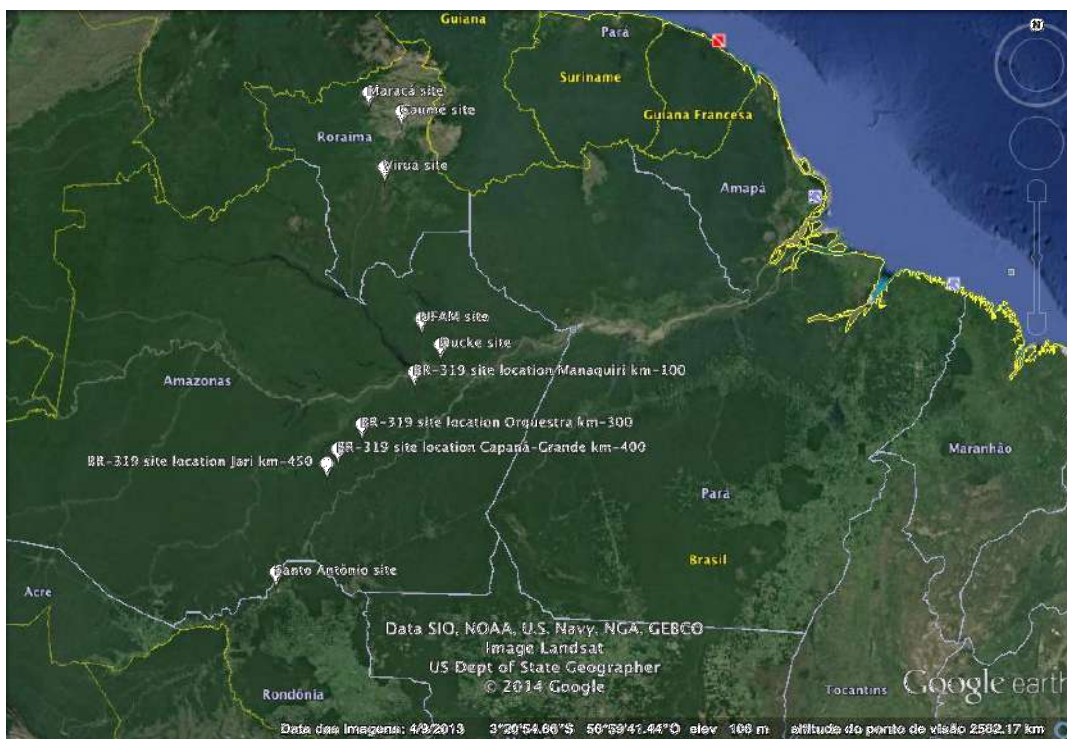 Guiana
Pará
Suriname
Guiana Francesa
Maracá site
Cauamé site
Roraima
Viruá site
Amapá
UFAM site
Ducke site
BR-319 site location Manaquiri km-100
Amazonas
BR-319 site location Orquestra km-300
BR-319 site location Capanã-Grande km-400
BR-319 site location Jari km-450
Maranhão
Pará
Brasil
Santo Antônio site
Acre
Data SIO, NOAA, U.S. Navy, NGA, GEBCO
Image Landsat
US Dept of State Geographer
© 2014 Google
Rondônia
Tocantins
Google earth
Data das imagens: 4/9/2013 3°20'54.66"S 56°59'41.44"O elev 106 m altitude do ponto de visão 2582.17 km
N